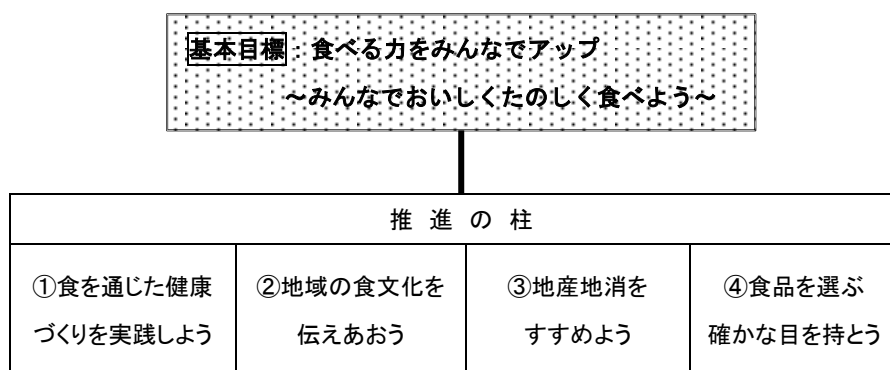 基本目標：食べる力をみんなでアップ
～みんなでおいしくたのしく食べよう～
推 進 の 柱
①食を通じた健康
づくりを実践しよう
②地域の食文化を
伝えあおう
③地産地消を
すすめよう
④食品を選ぶ
確かな目を持とう